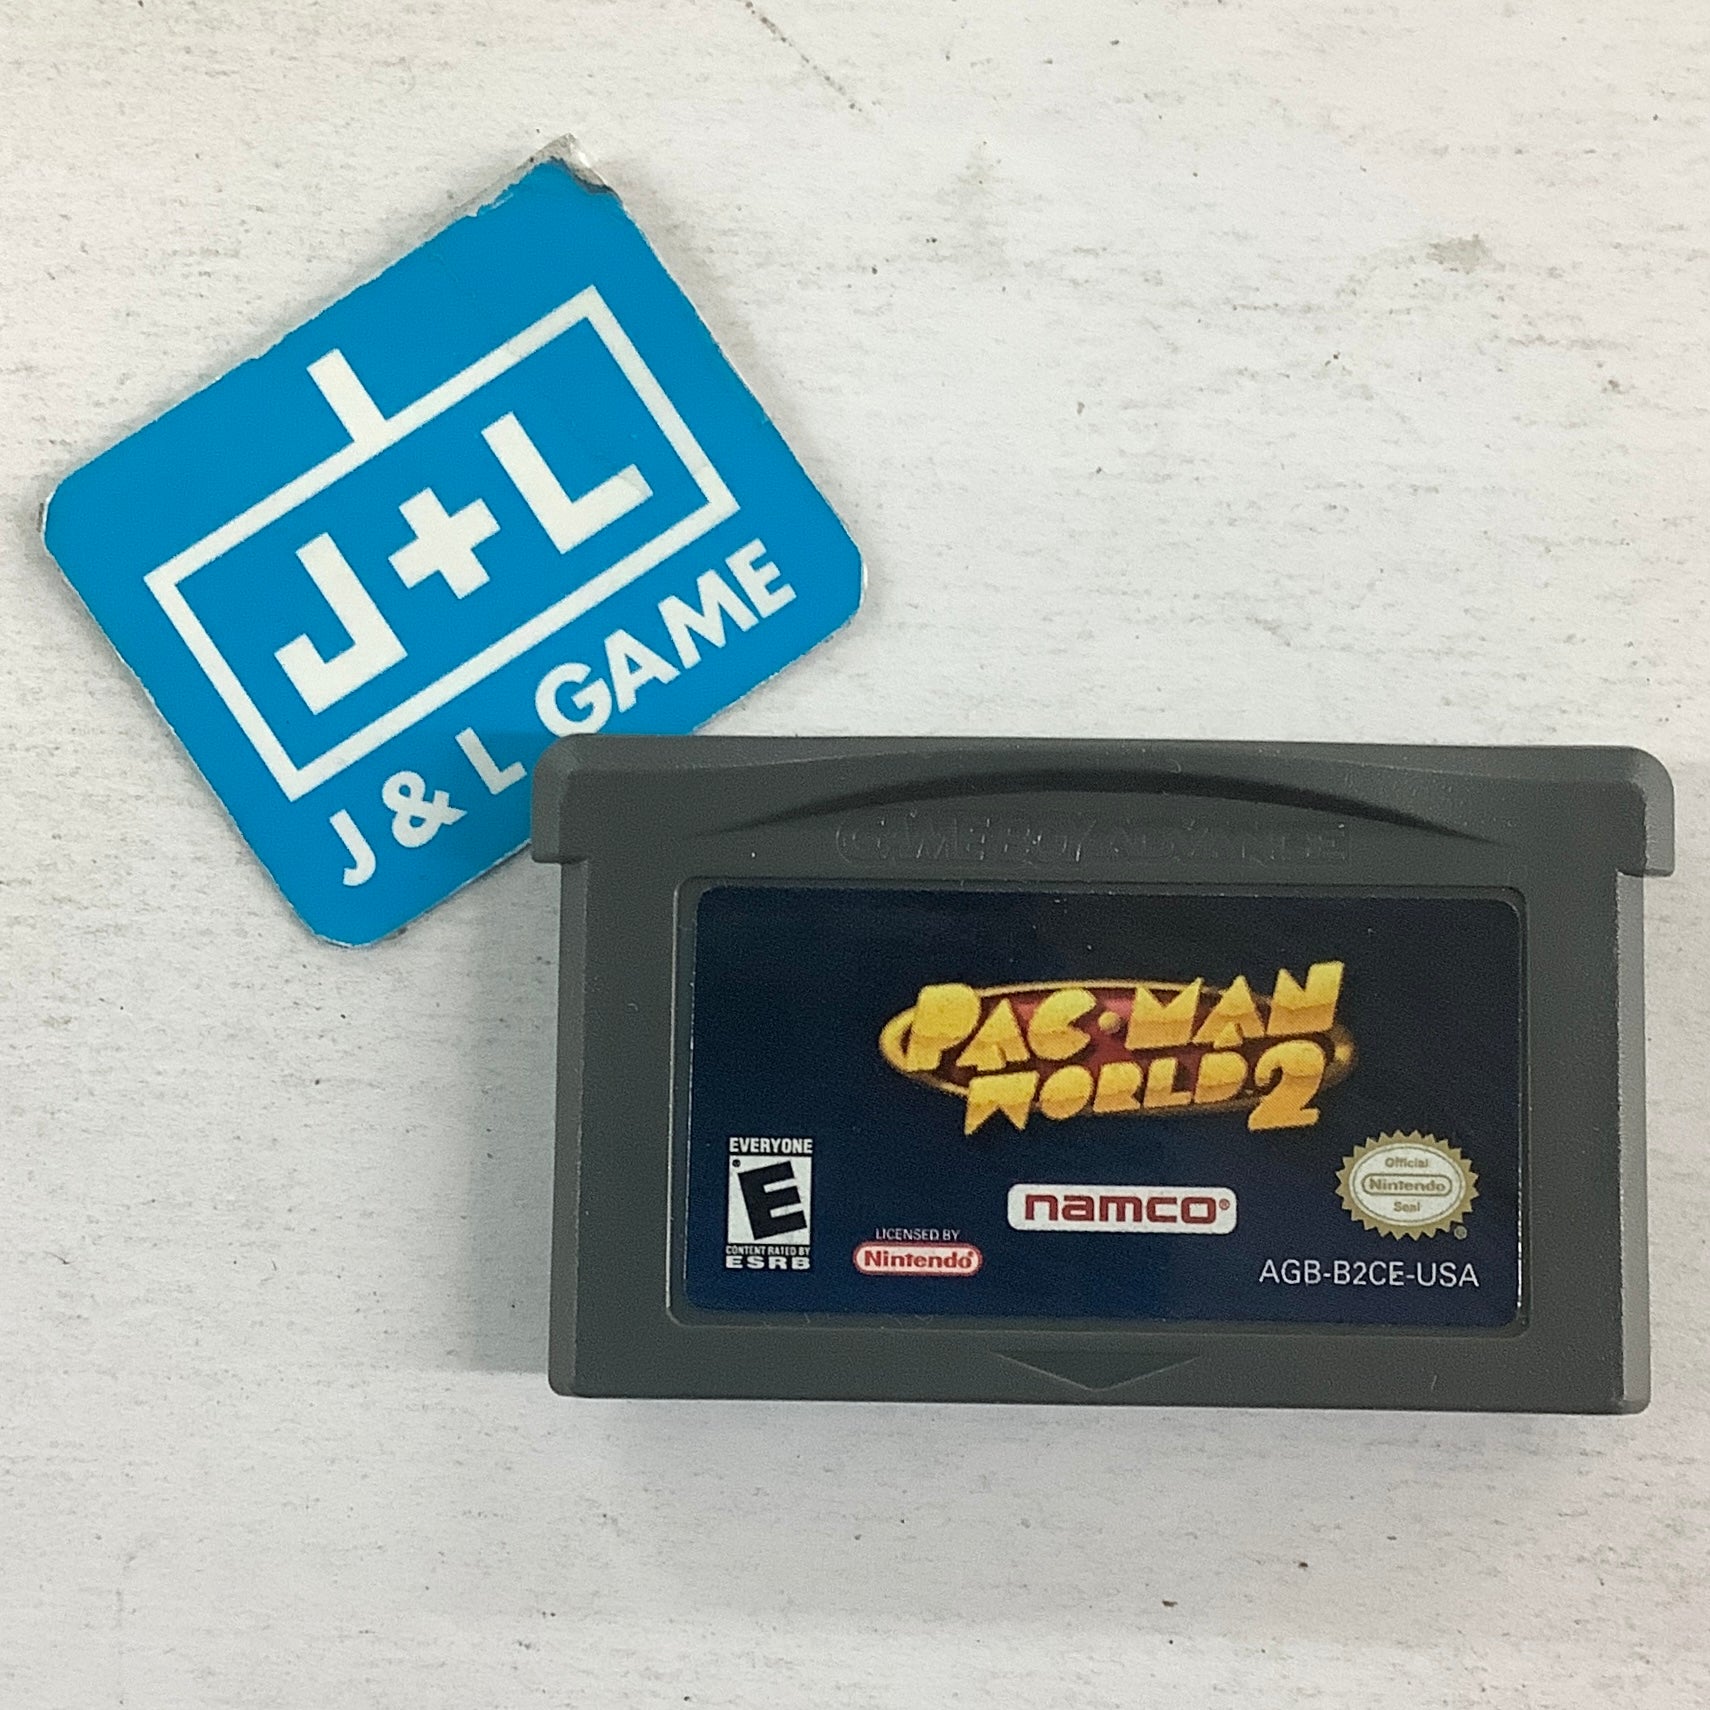 J+L
J & L GAME
GAME BOY ADVANCE
PAC-MAN
WORLD 2
EVERYONE
E
CONTENT RATED BY
ESRB
LICENSED BY
Nintendo®
namco®
Official
Nintendo
Seal
AGB-B2CE-USA